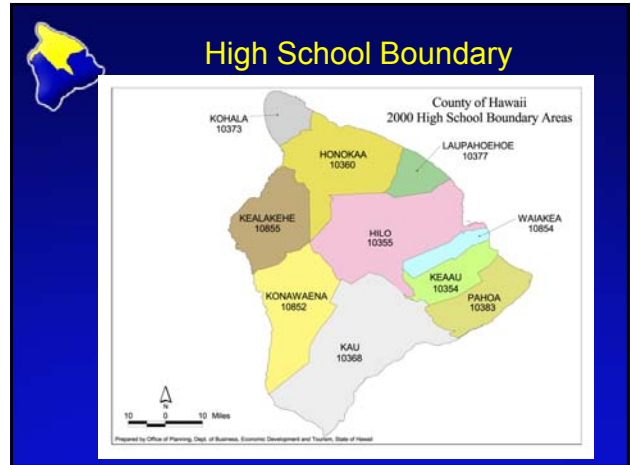 High School Boundary
County of Hawaii
2000 High School Boundary Areas
KOHALA
10373
HONOKAA
10360
LAUPAHOEHOE
10377
KEALAKEHE
10855
HILO
10355
WAIAKEA
10854
KEAAU
10354
KONAWAENA
10852
PAHOA
10383
KAU
10368
N
10 0 10 Miles
Prepared by Office of Planning, Dept. of Business, Economic Development and Tourism, State of Hawaii